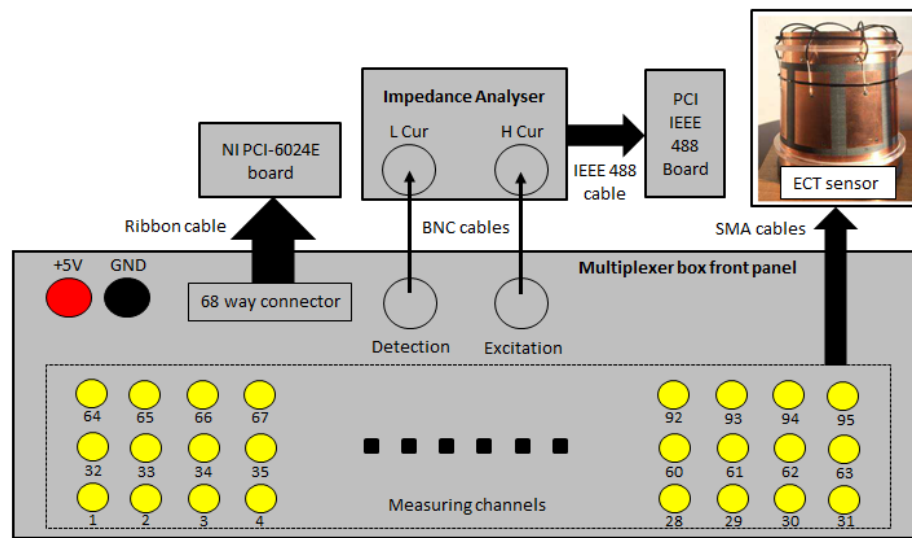 Impedance Analyser
L Cur
H Cur
PCI
IEEE
488
Board
NI PCI-6024E
board
IEEE 488
cable
ECT sensor
Ribbon cable
BNC cables
SMA cables
+5V
GND
Multiplexer box front panel
68 way connector
Detection
Excitation
64 65 66 67 92 93 94 95
32 33 34 35 60 61 62 63
Measuring channels
1 2 3 4 28 29 30 31